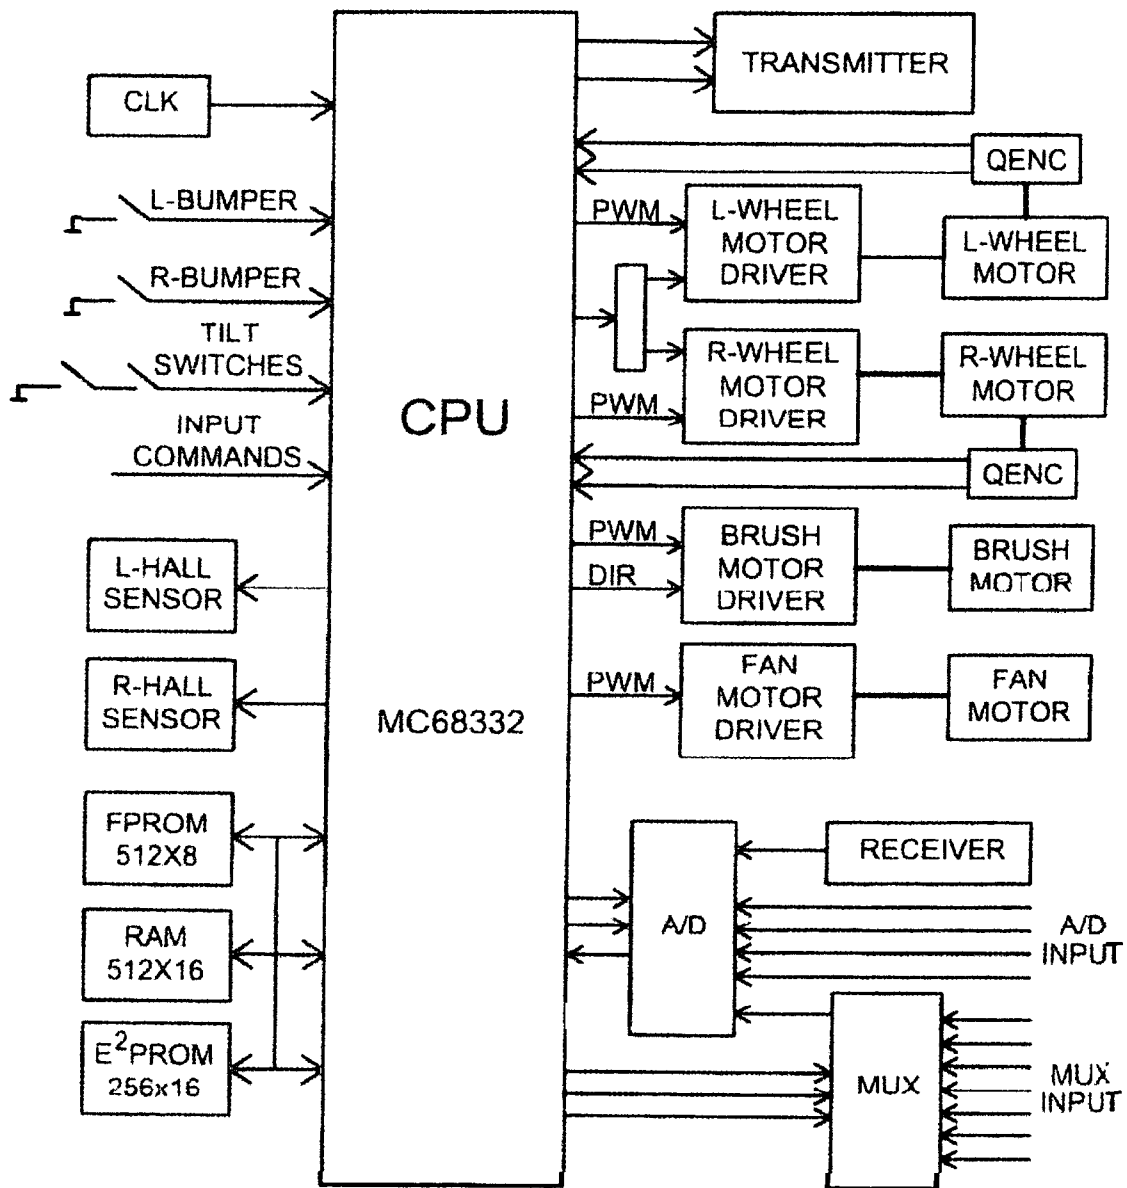 TRANSMITTER
CLK
QENC
L-BUMPER
PWM
L-WHEEL
MOTOR
DRIVER
L-WHEEL
MOTOR
R-BUMPER
TILT
SWITCHES
R-WHEEL
MOTOR
DRIVER
R-WHEEL
MOTOR
CPU
PWM
INPUT
COMMANDS
QENC
PWM
DIR
BRUSH
MOTOR
DRIVER
BRUSH
MOTOR
L-HALL
SENSOR
R-HALL
SENSOR
MC68332
PWM
FAN
MOTOR
DRIVER
FAN
MOTOR
FPROM
512X8
RECEIVER
A/D
A/D
INPUT
RAM
512X16
E²PROM
256x16
MUX
MUX
INPUT